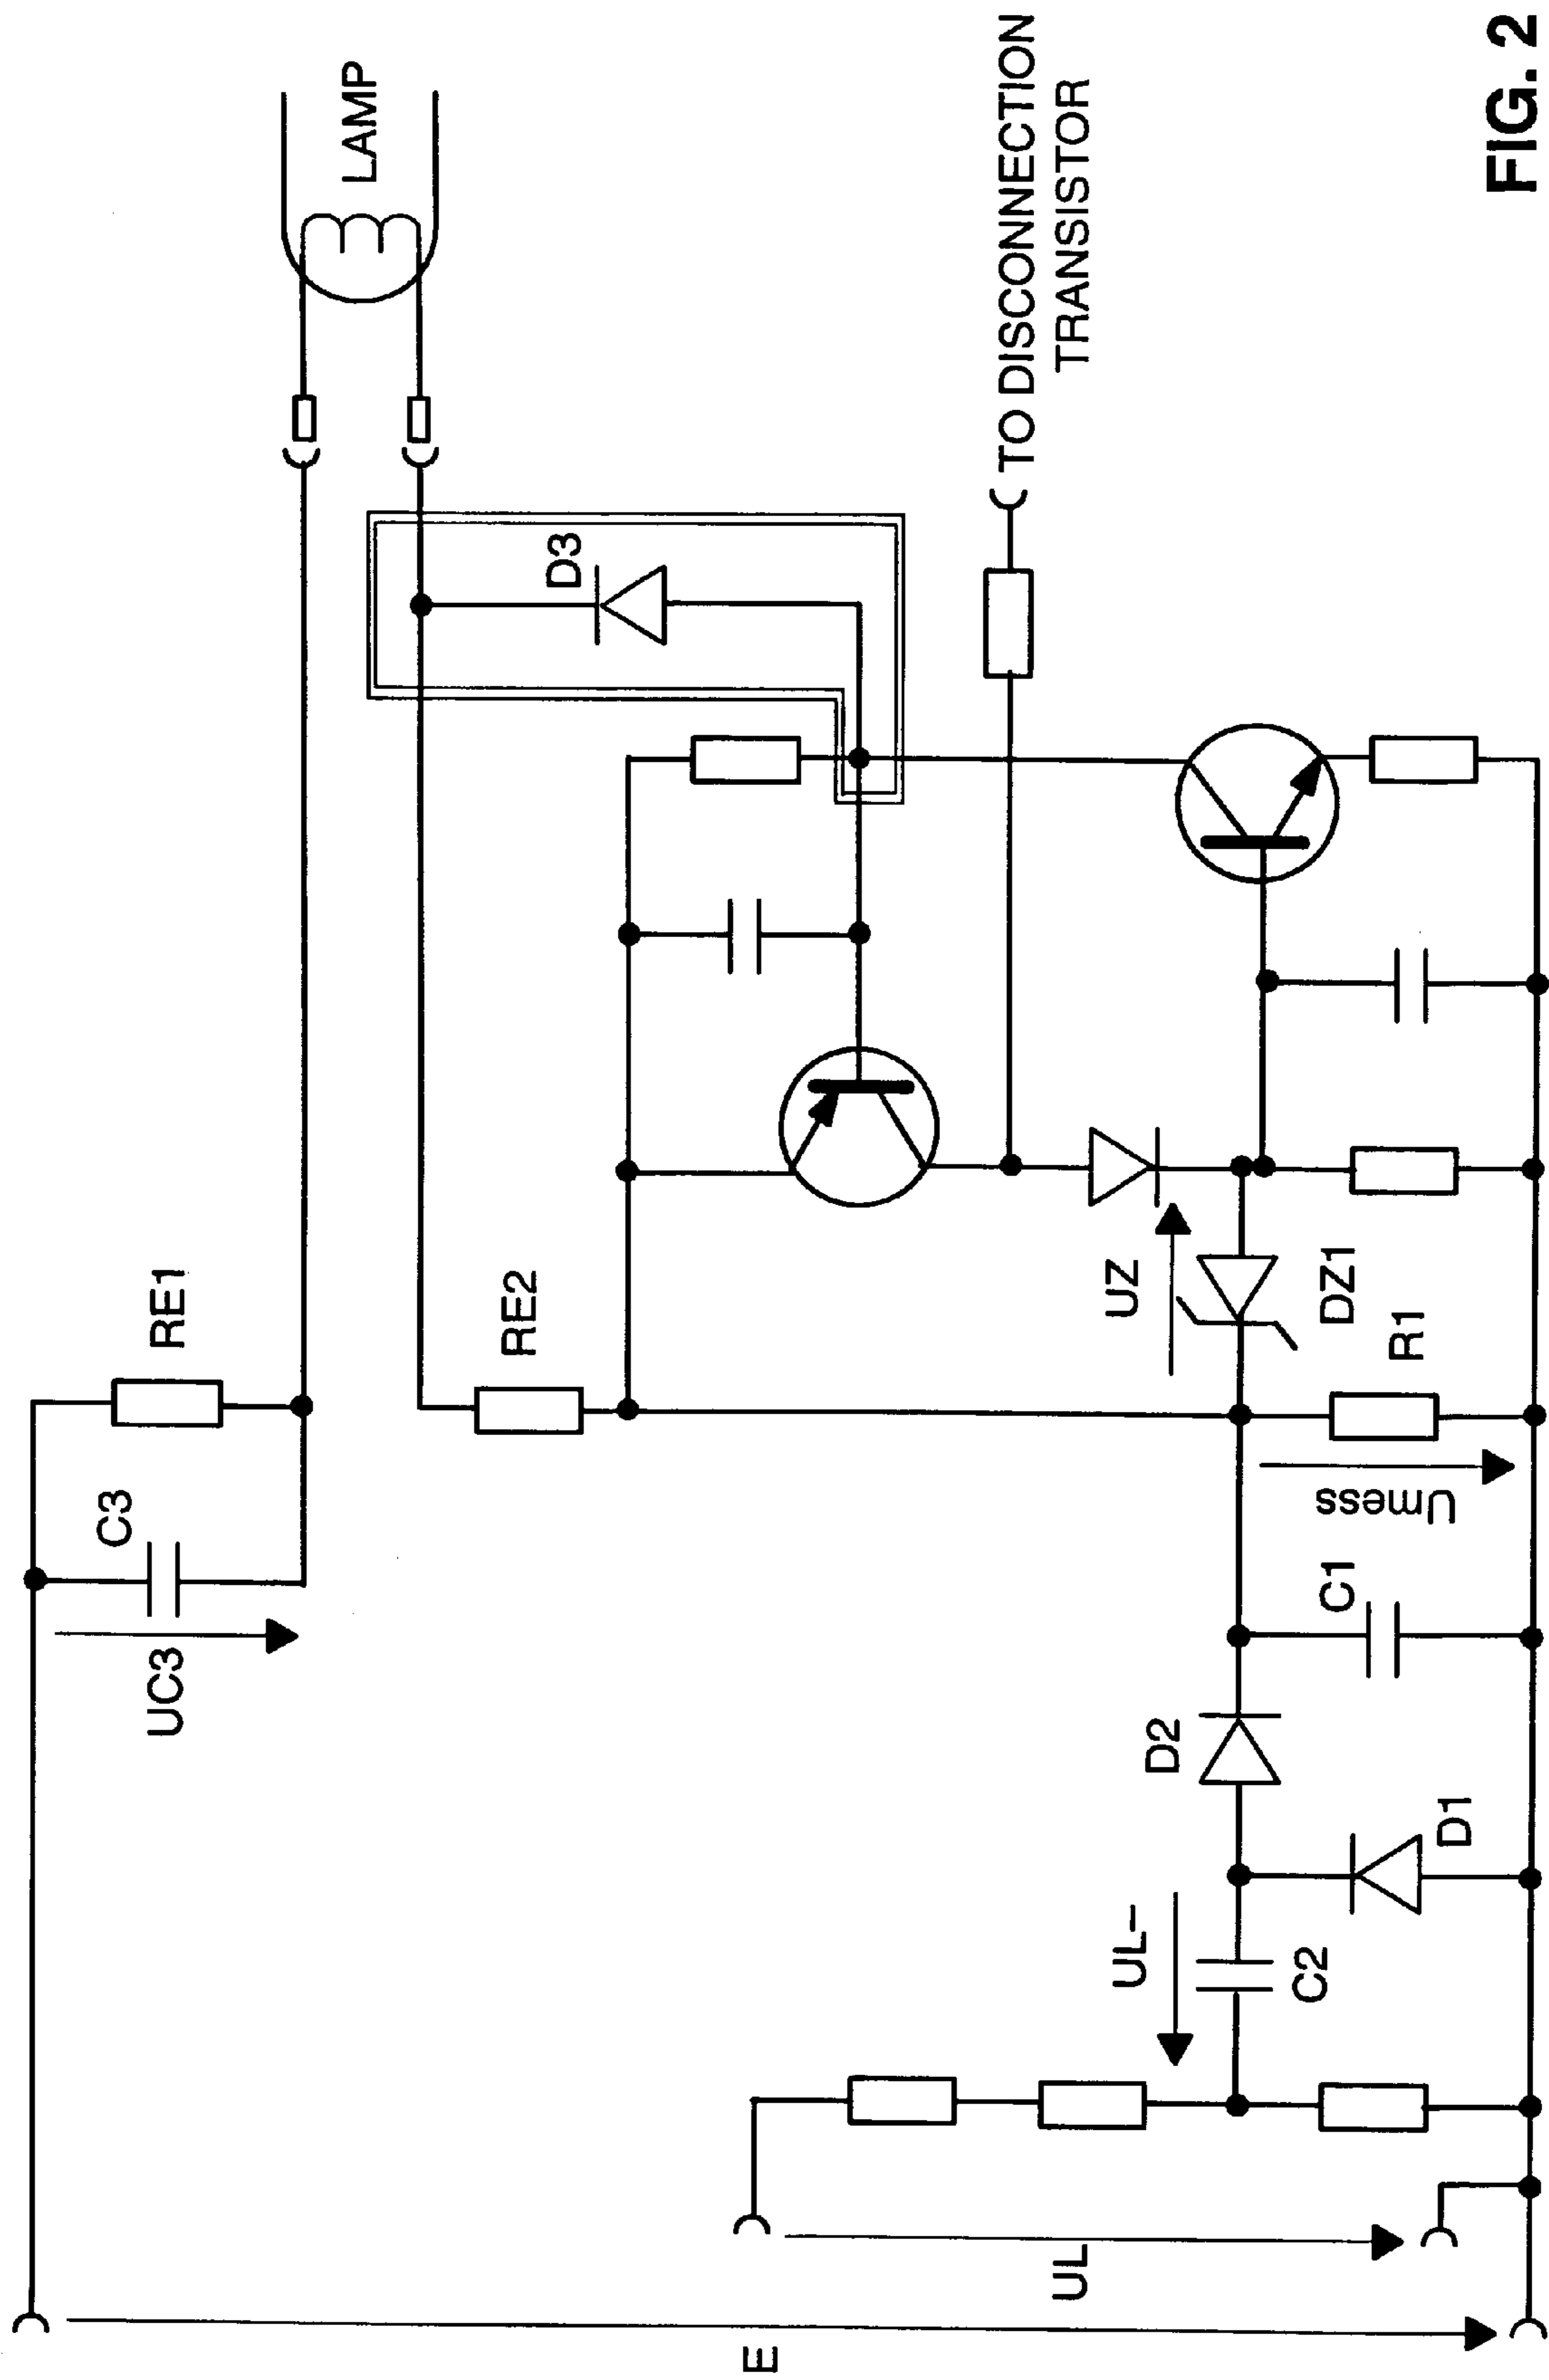 E
UC3
C3
RE1
LAMP
RE2
D3
UL
UL-
C2
D2
D1
C1
Umess
UZ
DZ1
R1
TO DISCONNECTION
TRANSISTOR
FIG. 2